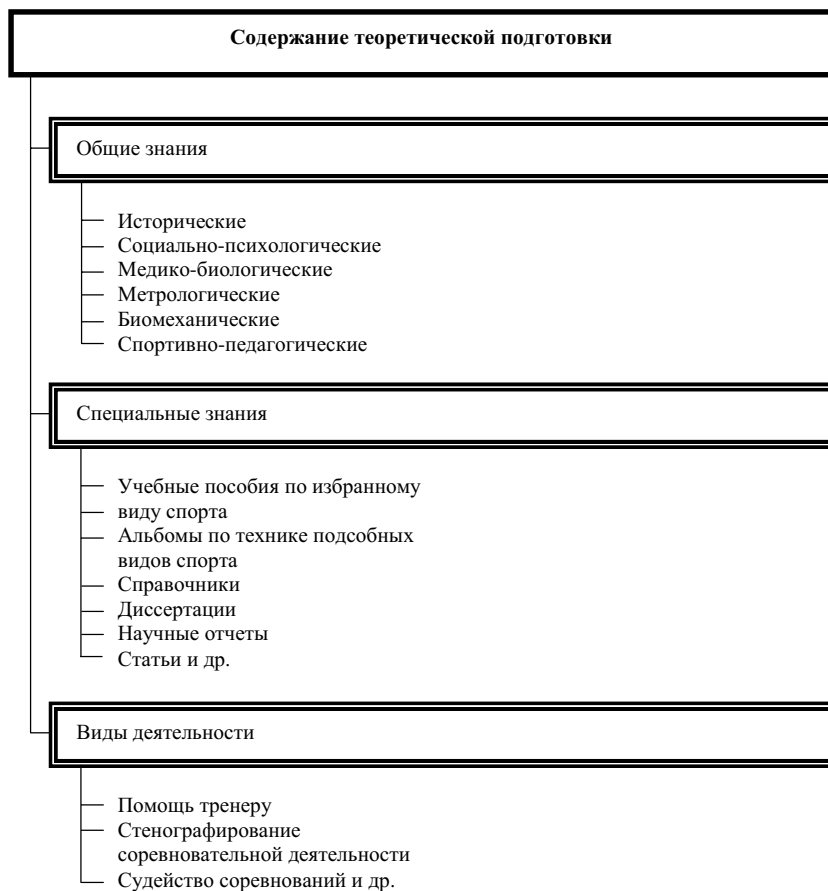 Содержание теоретической подготовки
Общие знания
Исторические
Социально-психологические
Медико-биологические
Метрологические
Биомеханические
Спортивно-педагогические
Специальные знания
Учебные пособия по избранному
виду спорта
Альбомы по технике подсобных
видов спорта
Справочники
Диссертации
Научные отчеты
Статьи и др.
Виды деятельности
Помощь тренеру
Стенографирование
соревновательной деятельности
Судейство соревнований и др.